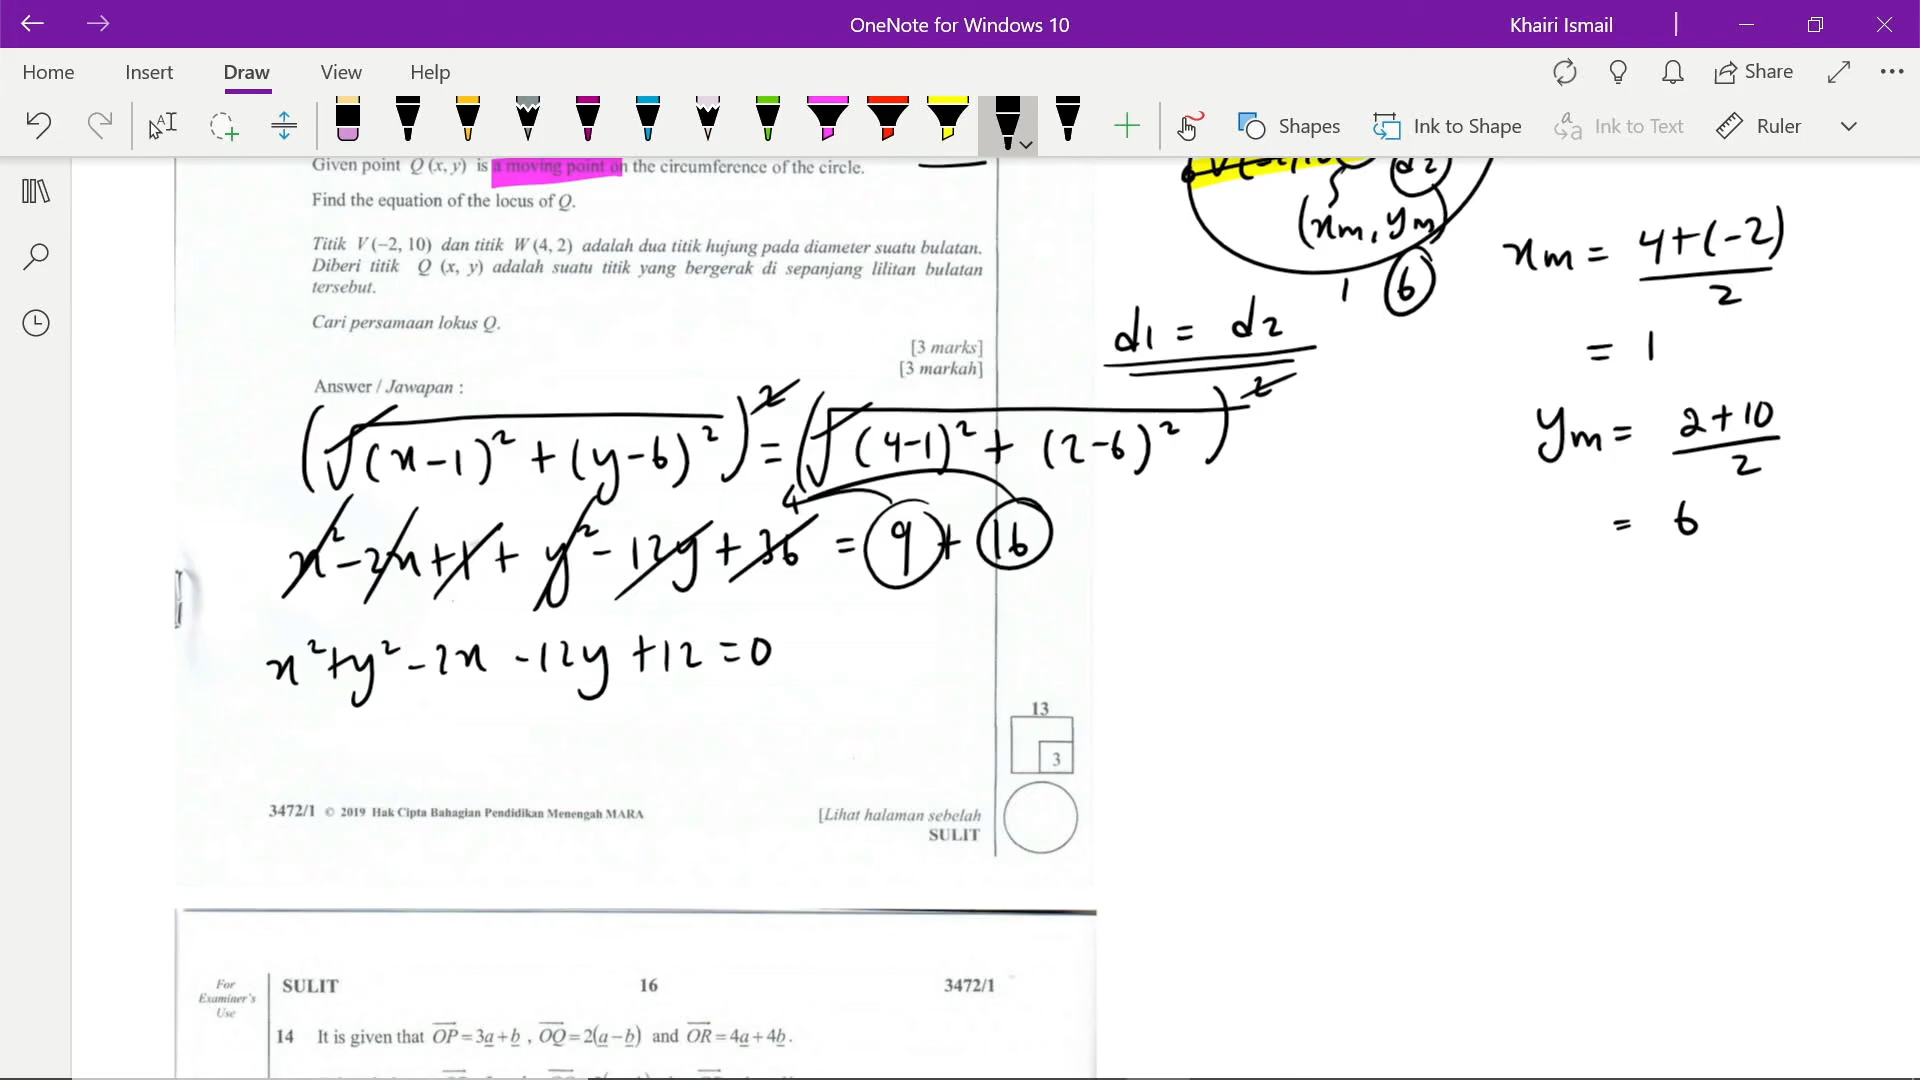 OneNote for Windows 10
Khairi Ismail
Home Insert Draw View Help
Share
Shapes Ink to Shape Ink to Text Ruler
Given point Q (x, y) is a moving point on the circumference of the circle.
Find the equation of the locus of Q.
Titik V(−2, 10) dan titik W(4, 2) adalah dua titik hujung pada diameter suatu bulatan.
Diberi titik Q (x, y) adalah suatu titik yang bergerak di sepanjang lilitan bulatan
tersebut.
Cari persamaan lokus Q.
[3 marks]
[3 markah]
Answer / Jawapan :
d2
(xm, ym)
1 6
d1 = d2
xm = 4+(-2)
2
= 1
ym = 2+10
2
= 6
(√(x-1)² + (y-6)²)² = (√(4-1)² + (2-6)²)²
x² - 2x + 1 + y² - 12y + 36 = 9 + 16
x² + y² - 2x - 12y + 12 = 0
13
3
3472/1 © 2019 Hak Cipta Bahagian Pendidikan Menengah MARA
[Lihat halaman sebelah
SULIT
For
Examiner's
Use
SULIT 16 3472/1
14 It is given that OP = 3a + b , OQ = 2(a − b) and OR = 4a + 4b .